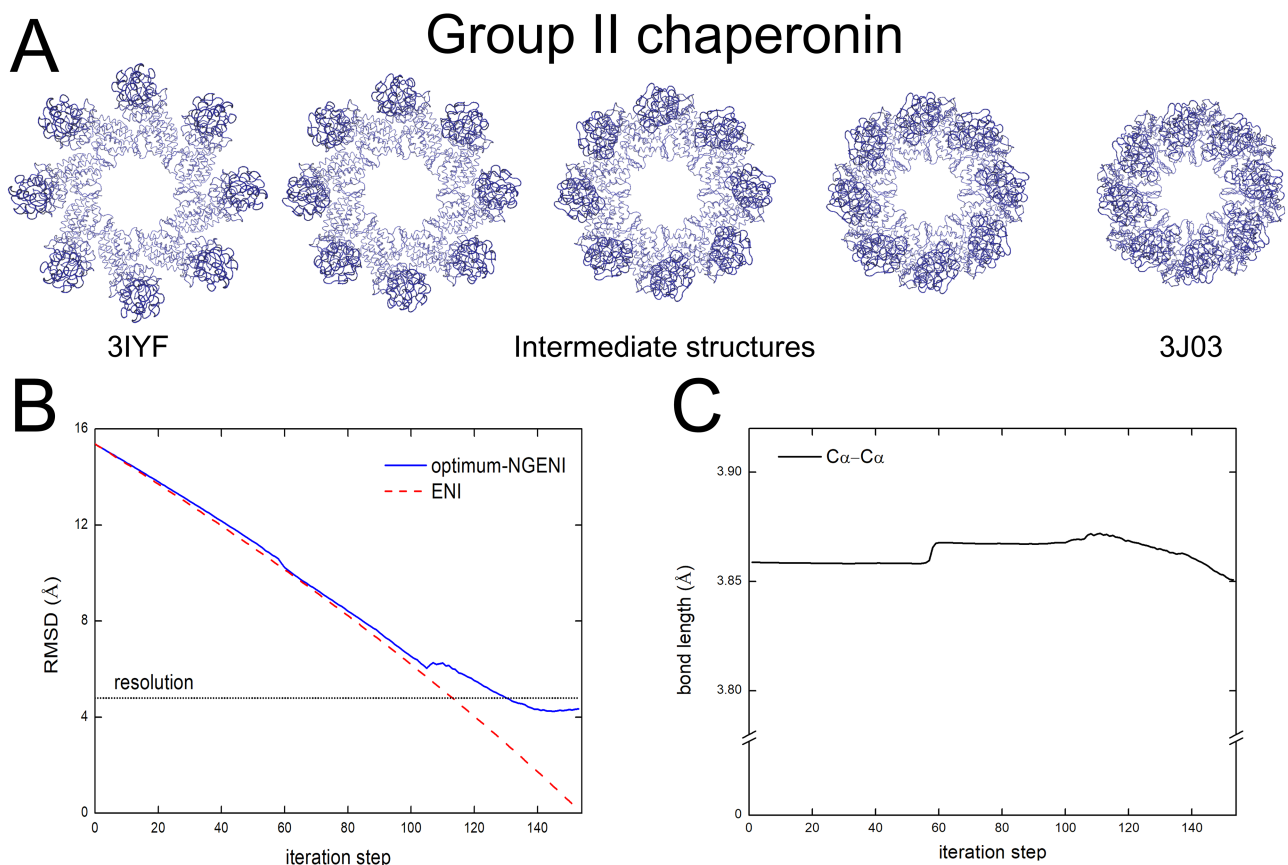 A
Group II chaperonin
3IYF
Intermediate structures
3J03
B
16
12
8
4
0
RMSD (Å)
optimum-NGENI
ENI
resolution
0 20 40 60 80 100 120 140
iteration step
C
3.90
3.85
3.80
0
bond length (Å)
Cα–Cα
0 20 40 60 80 100 120 140
iteration step